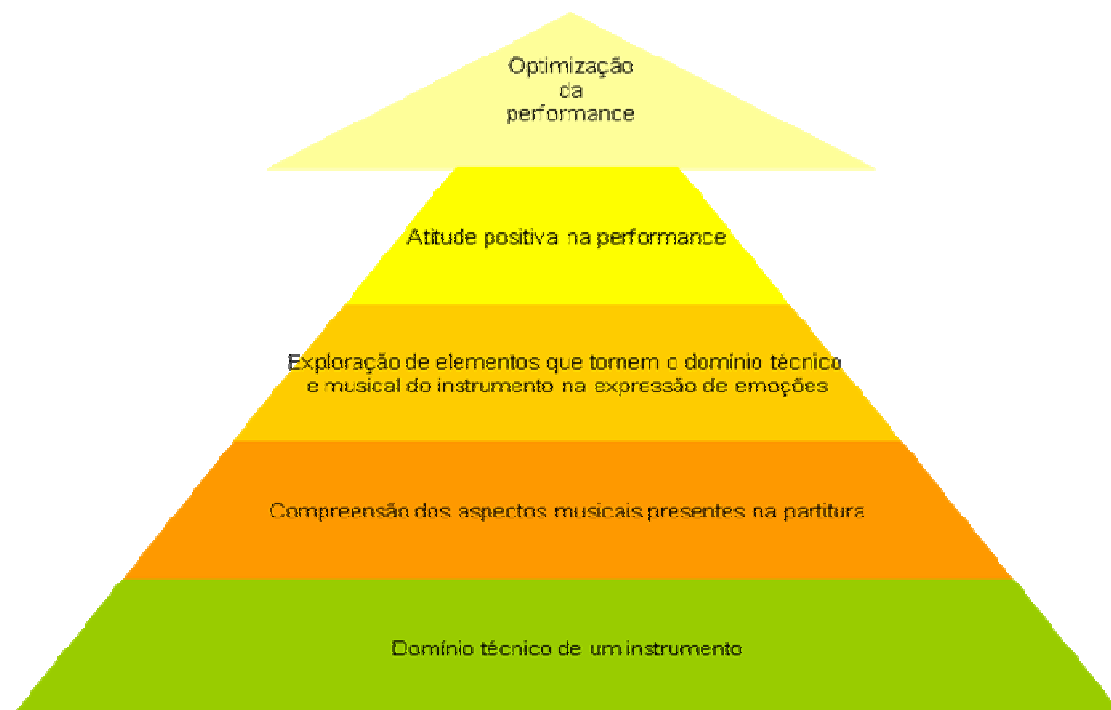 Optimização
da
performance
Atitude positiva na performance
Exploração de elementos que tornem o domínio técnico
e musical do instrumento na expressão de emoções
Compreensão dos aspectos musicais presentes na partitura
Domínio técnico de um instrumento